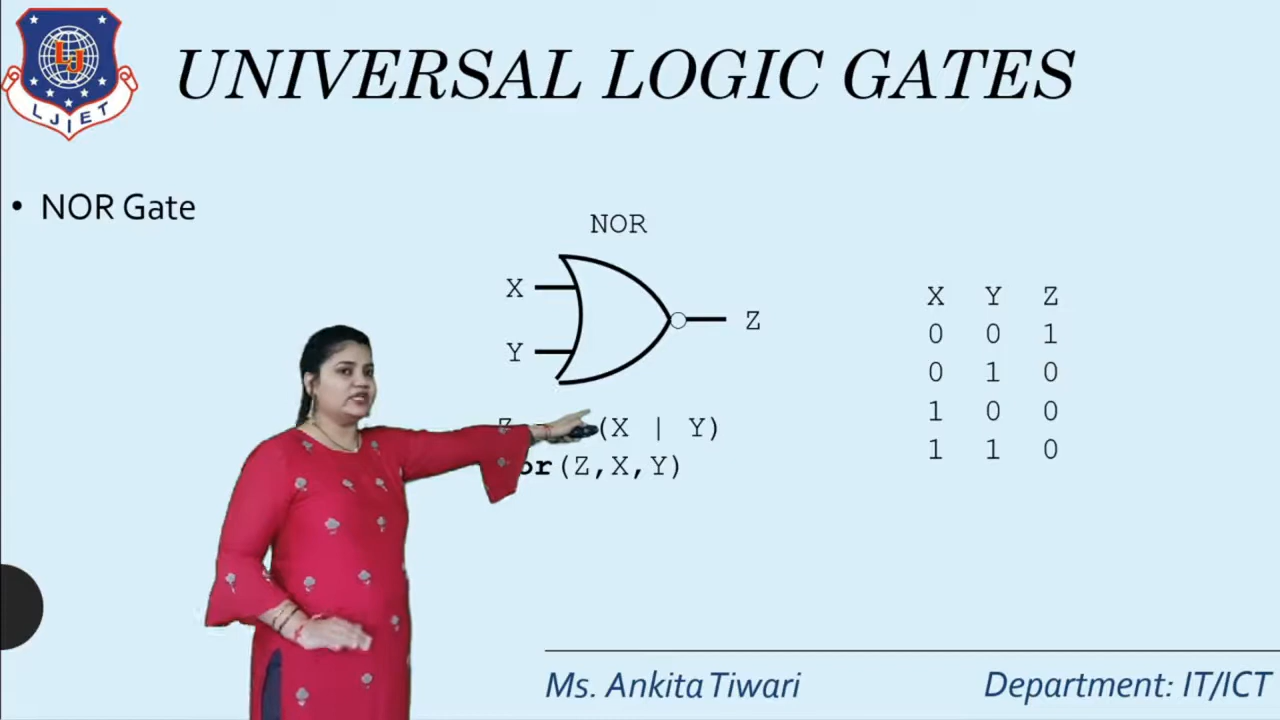 LJ
LJIET
UNIVERSAL LOGIC GATES
• NOR Gate
NOR
X
Y
Z
(X | Y)
(Z,X,Y)
X Y Z
0 0 1
0 1 0
1 0 0
1 1 0
Ms. Ankita Tiwari
Department: IT/ICT